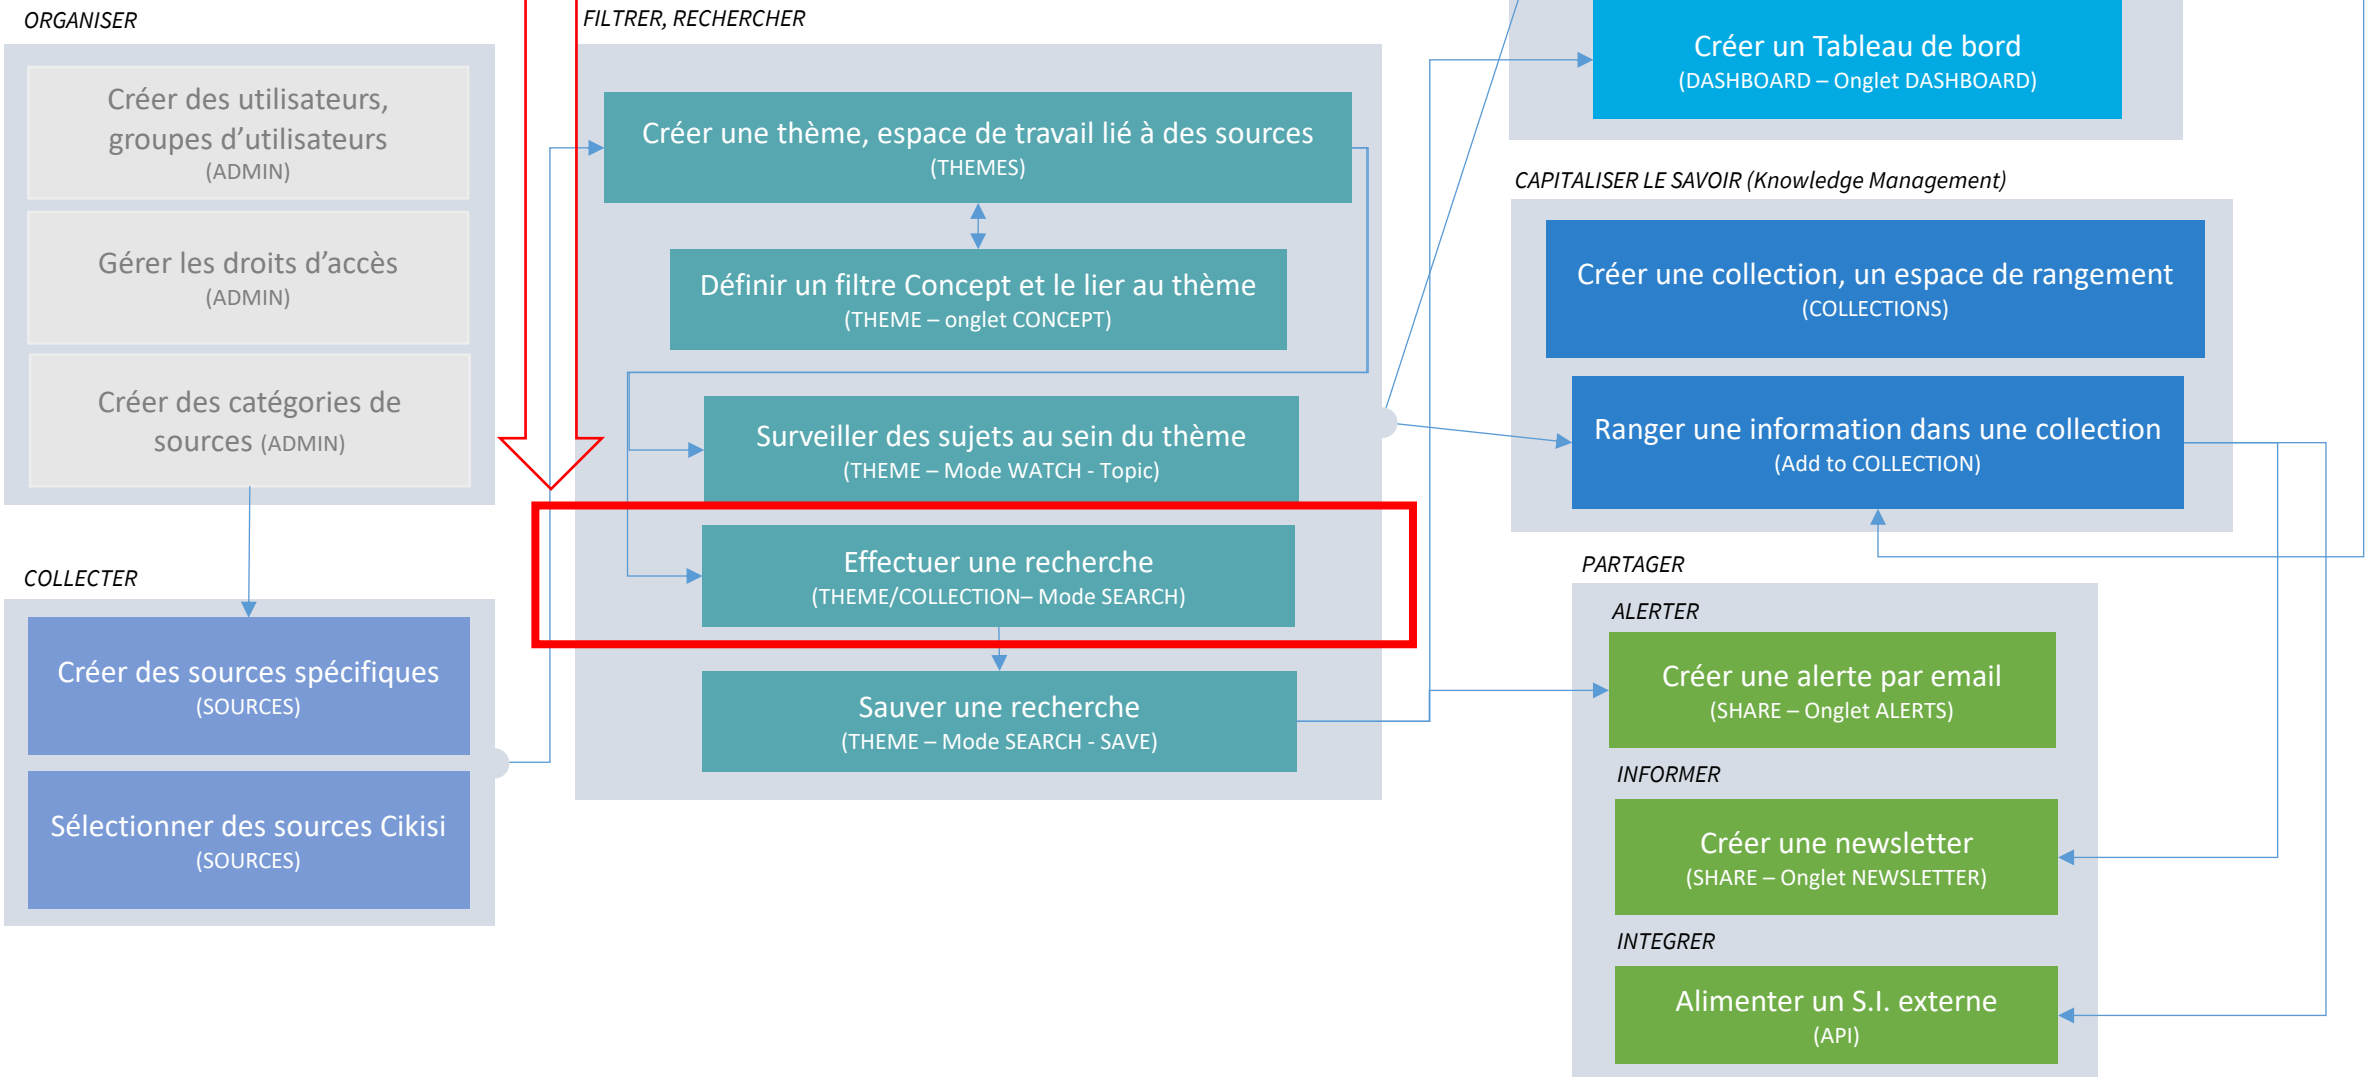 ORGANISER
Créer des utilisateurs,
groupes d’utilisateurs
(ADMIN)
Gérer les droits d’accès
(ADMIN)
Créer des catégories de
sources (ADMIN)
COLLECTER
Créer des sources spécifiques
(SOURCES)
Sélectionner des sources Cikisi
(SOURCES)
FILTRER, RECHERCHER
Créer une thème, espace de travail lié à des sources
(THEMES)
Définir un filtre Concept et le lier au thème
(THEME – onglet CONCEPT)
Surveiller des sujets au sein du thème
(THEME – Mode WATCH - Topic)
Effectuer une recherche
(THEME/COLLECTION– Mode SEARCH)
Sauver une recherche
(THEME – Mode SEARCH - SAVE)
Créer un Tableau de bord
(DASHBOARD – Onglet DASHBOARD)
CAPITALISER LE SAVOIR (Knowledge Management)
Créer une collection, un espace de rangement
(COLLECTIONS)
Ranger une information dans une collection
(Add to COLLECTION)
PARTAGER
ALERTER
Créer une alerte par email
(SHARE – Onglet ALERTS)
INFORMER
Créer une newsletter
(SHARE – Onglet NEWSLETTER)
INTEGRER
Alimenter un S.I. externe
(API)